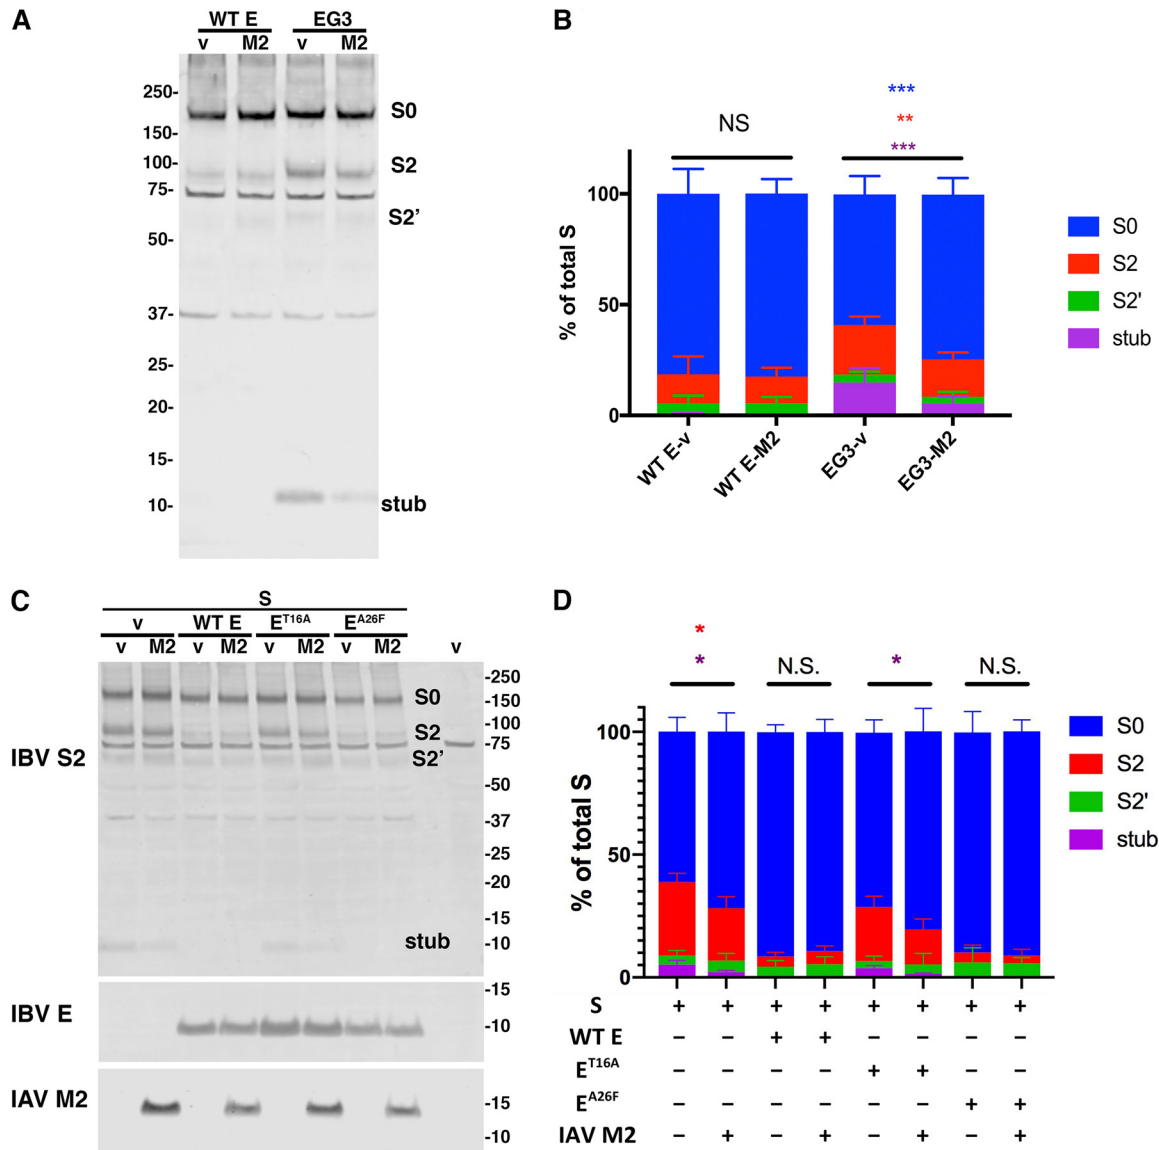 A
WT E EG3
v M2 v M2
250-
150-
100-
75-
50-
37-
25-
20-
15-
10-
S0
S2
S2’
stub
B
NS
***
**
***
% of total S
100
50
0
WT E-v
WT E-M2
EG3-v
EG3-M2
S0
S2
S2'
stub
C
S
v WT E E^T16A E^A26F
v M2 v M2 v M2 v M2 v
IBV S2
S0
S2
S2’
stub
-250
-150
-100
-75
-50
-37
-25
-20
-15
-10
IBV E
-15
-10
IAV M2
-15
-10
D
*
* N.S. * N.S.
% of total S
100
50
0
S0
S2
S2'
stub
S + + + + + + + +
WT E – – + + – – – –
E^T16A – – – – + + – –
E^A26F – – – – – – + +
IAV M2 – + – + – + – +